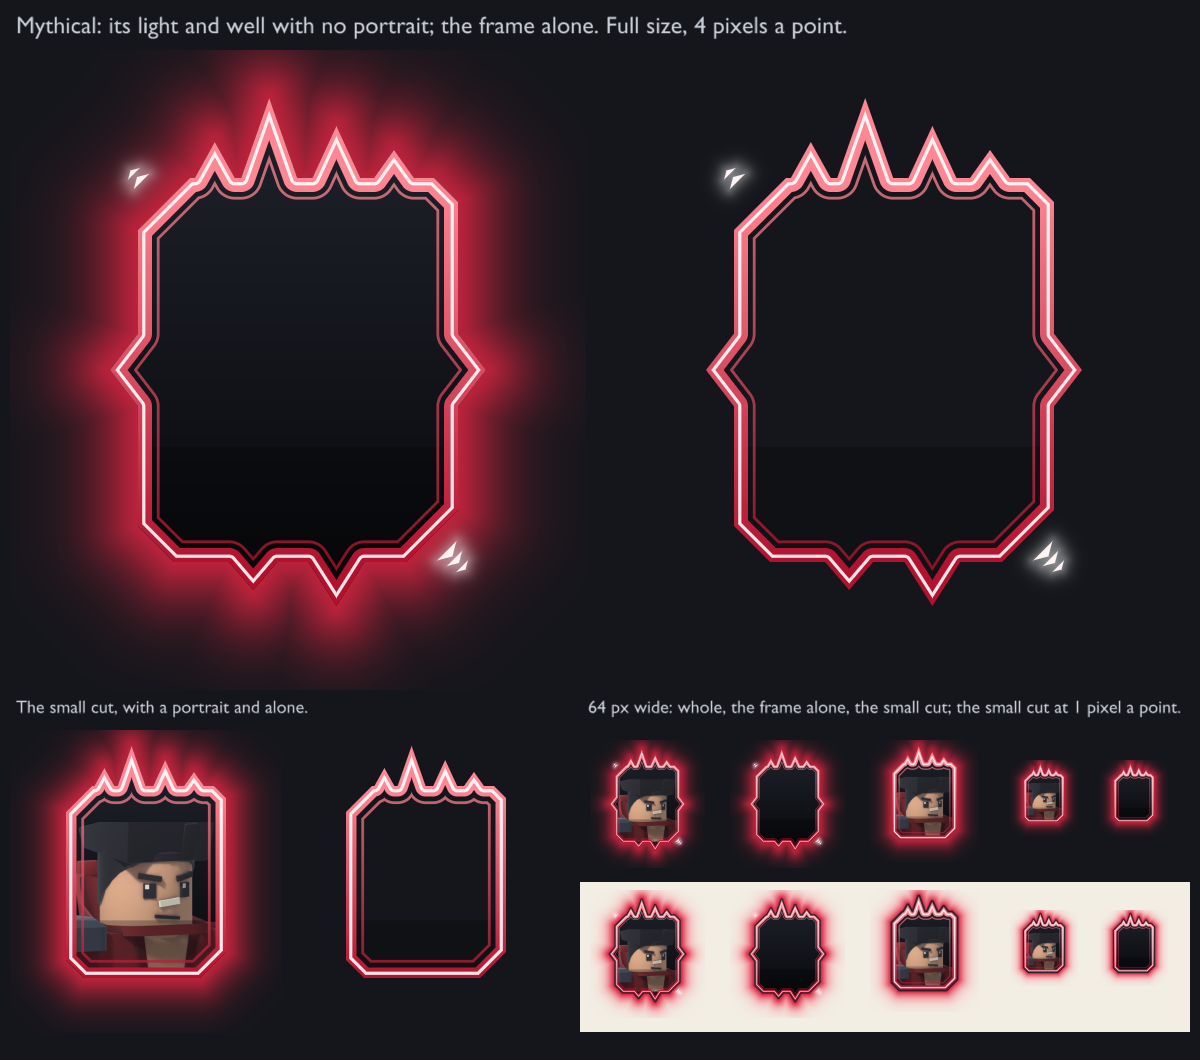 Mythical: its light and well with no portrait; the frame alone. Full size, 4 pixels a point.
The small cut, with a portrait and alone.
64 px wide: whole, the frame alone, the small cut; the small cut at 1 pixel a point.